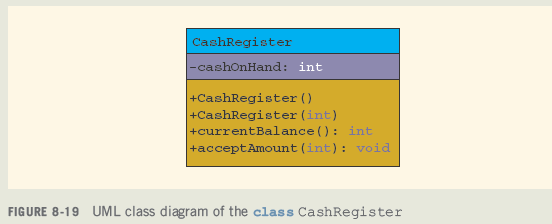 CashRegister
-cashOnHand: int
+CashRegister()
+CashRegister(int)
+currentBalance(): int
+acceptAmount(int): void
FIGURE 8-19 UML class diagram of the class CashRegister